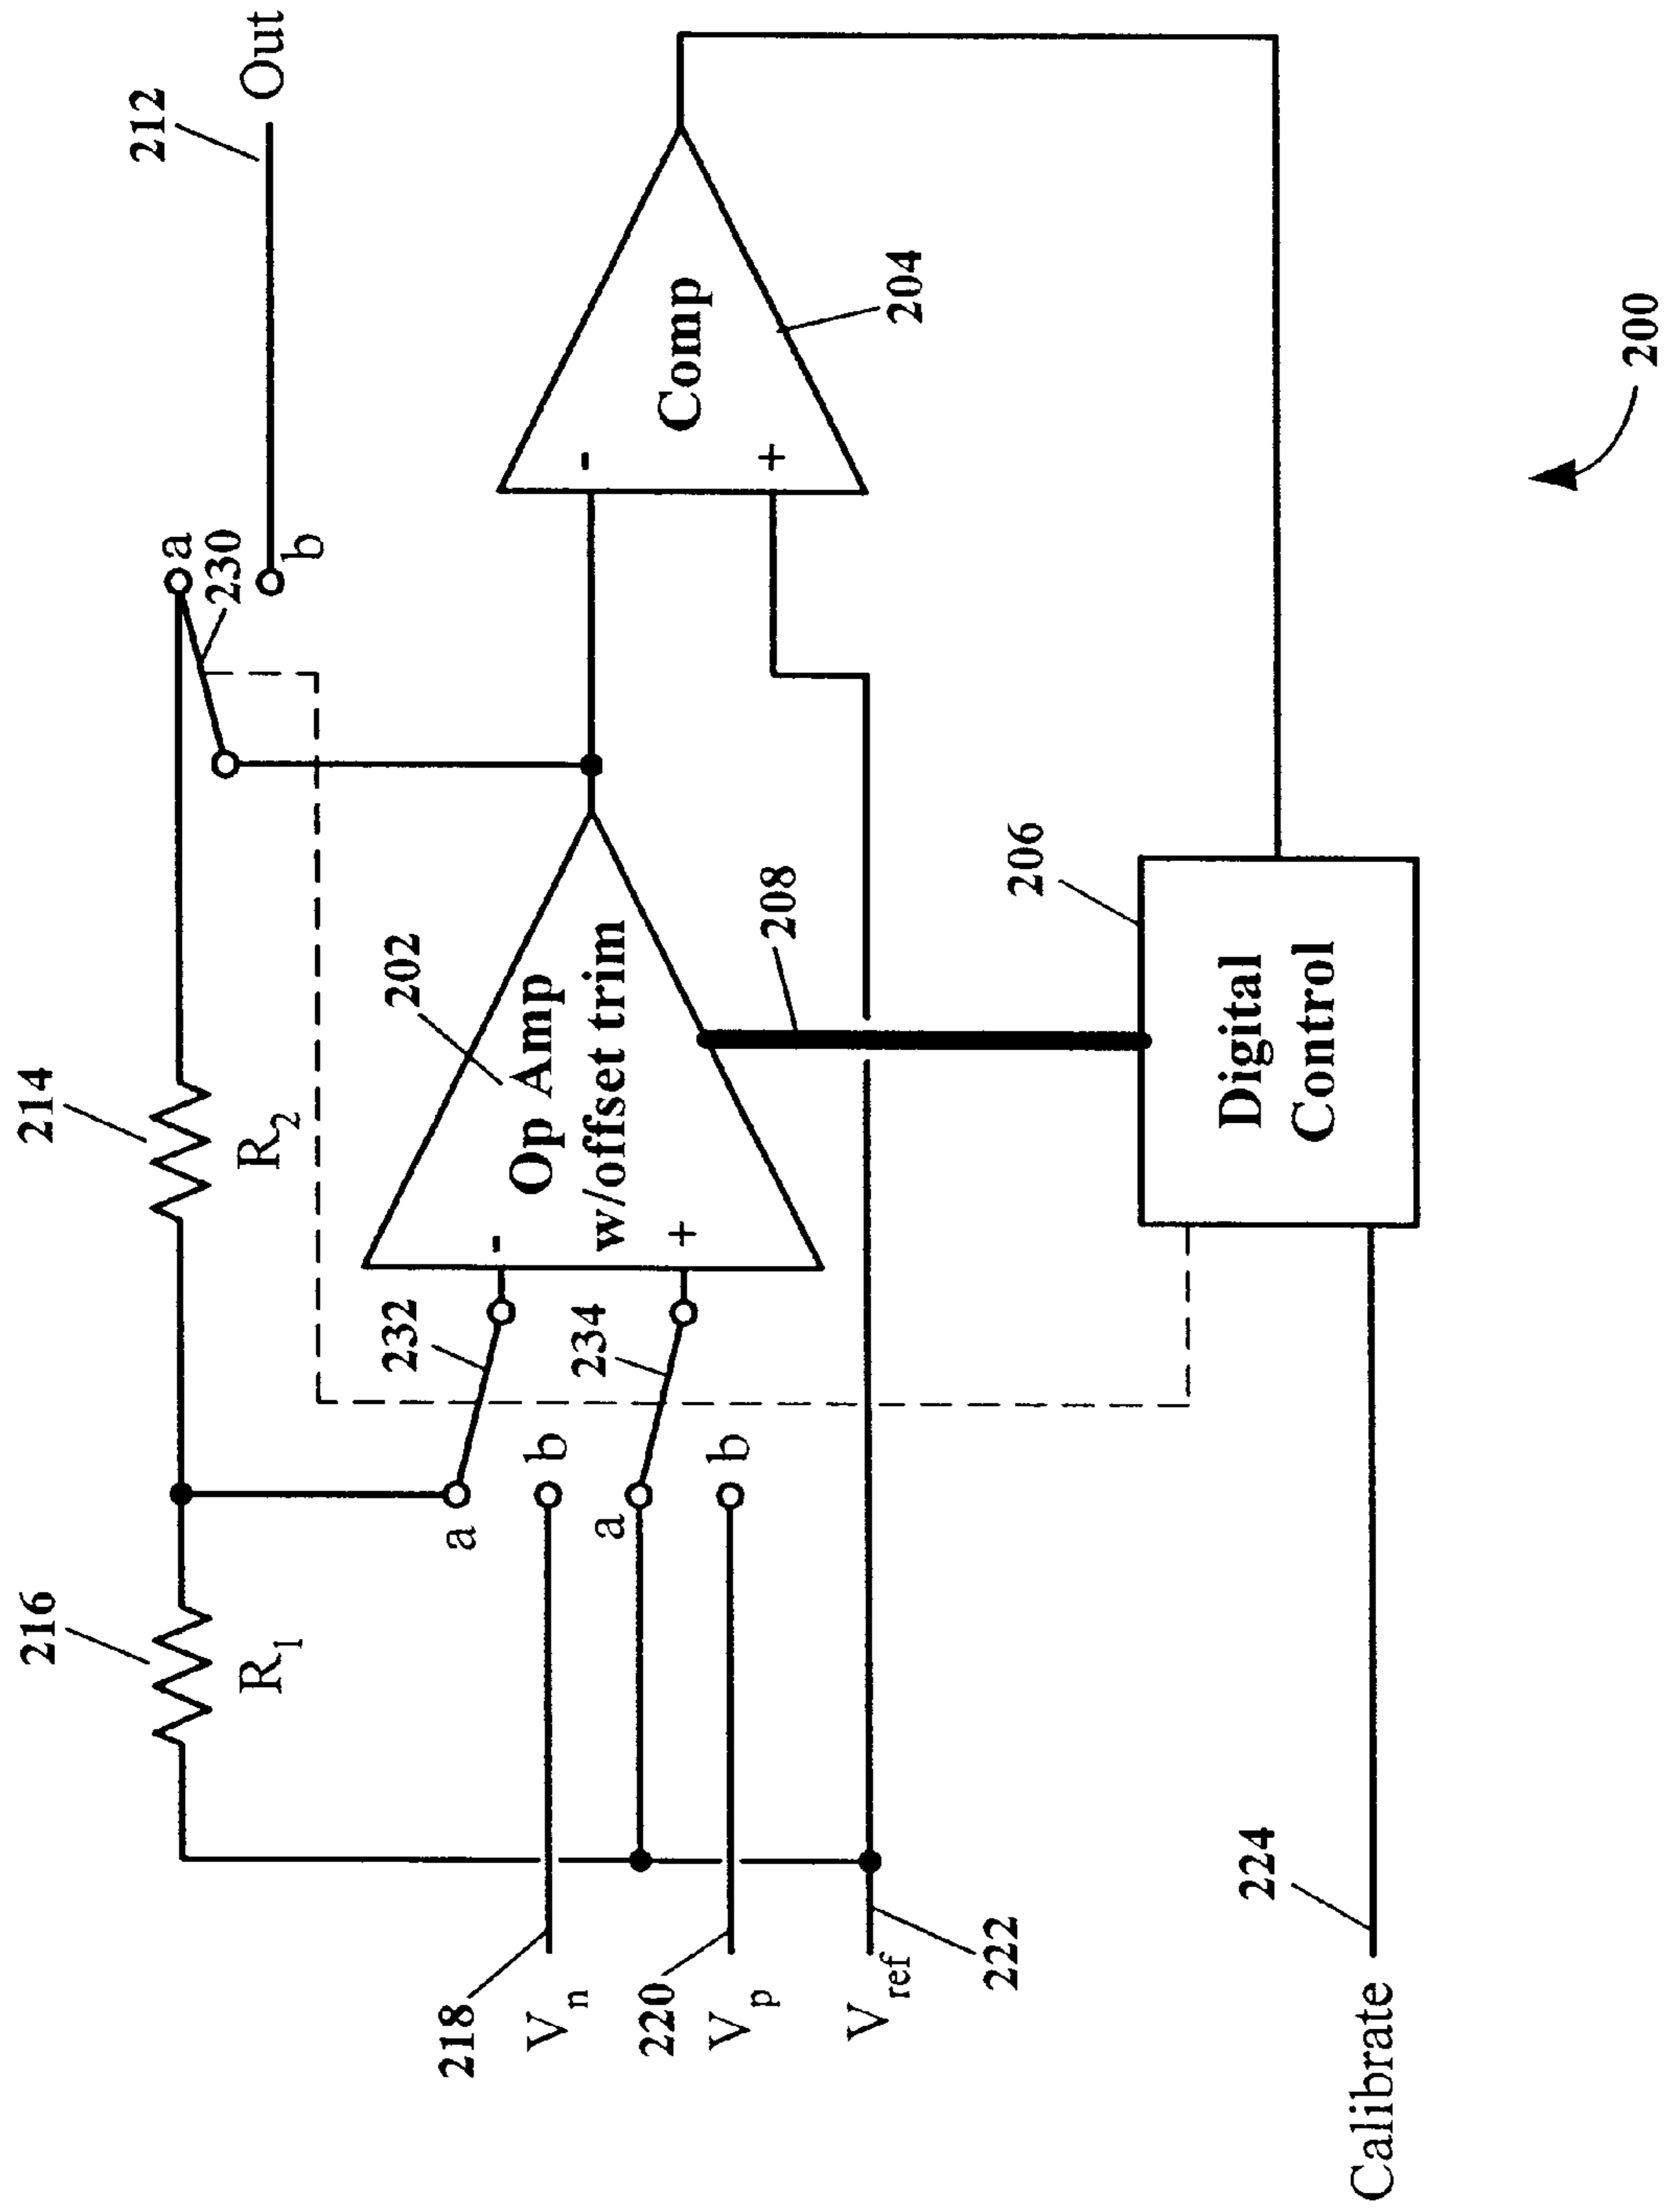 214
216
R₂
R₁
212
Out
a
230
b
202
Op Amp
w/offset trim
-
+
232
234
a
b
a
b
208
Comp
-
+
204
206
Digital
Control
218
Vₙ
220
Vₚ
V_ref
222
224
Calibrate
200